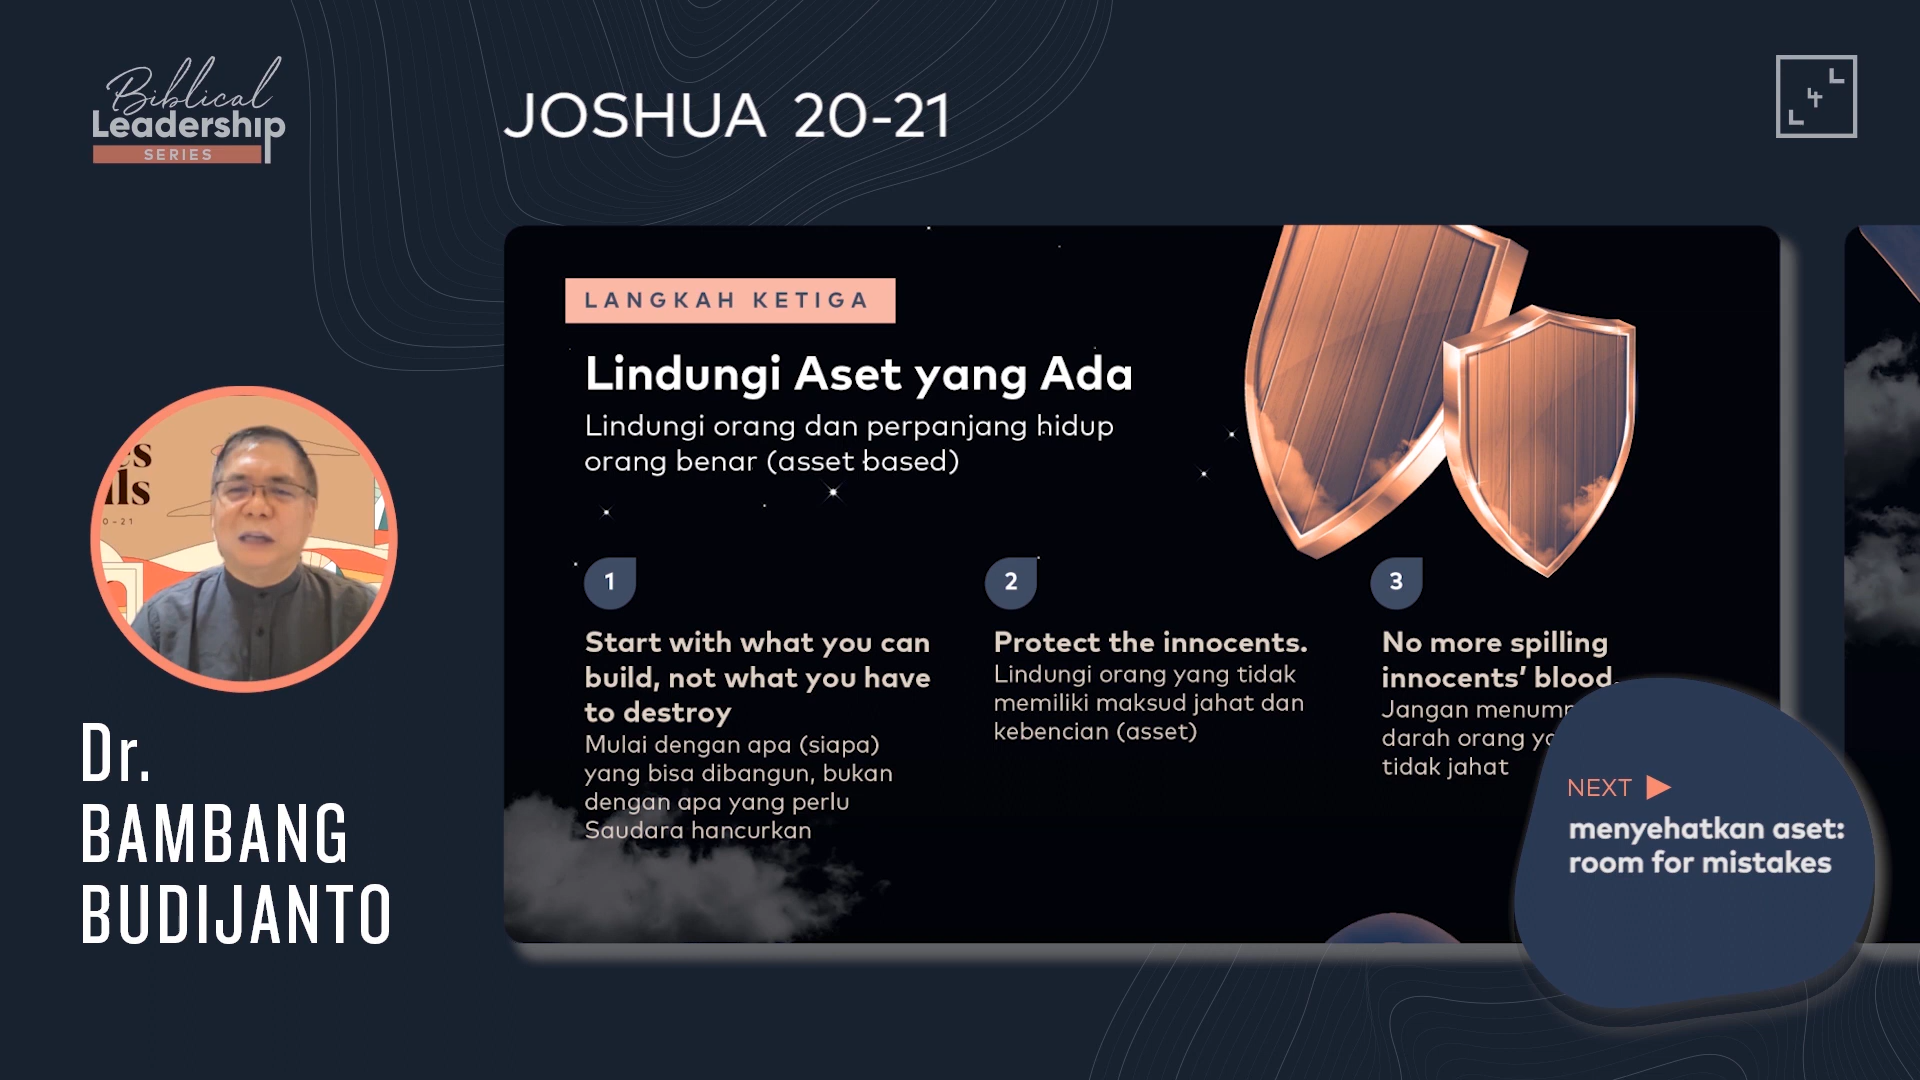 Biblical
Leadership
SERIES
JOSHUA 20-21
LANGKAH KETIGA
Lindungi Aset yang Ada
Lindungi orang dan perpanjang hidup
orang benar (asset based)
1
Start with what you can
build, not what you have
to destroy
Mulai dengan apa (siapa)
yang bisa dibangun, bukan
dengan apa yang perlu
Saudara hancurkan
2
Protect the innocents.
Lindungi orang yang tidak
memiliki maksud jahat dan
kebencian (asset)
3
No more spilling
innocents' blood.
Jangan
darah orang
tidak jahat
NEXT
menyehatkan aset:
room for mistakes
Dr.
BAMBANG
BUDIJANTO